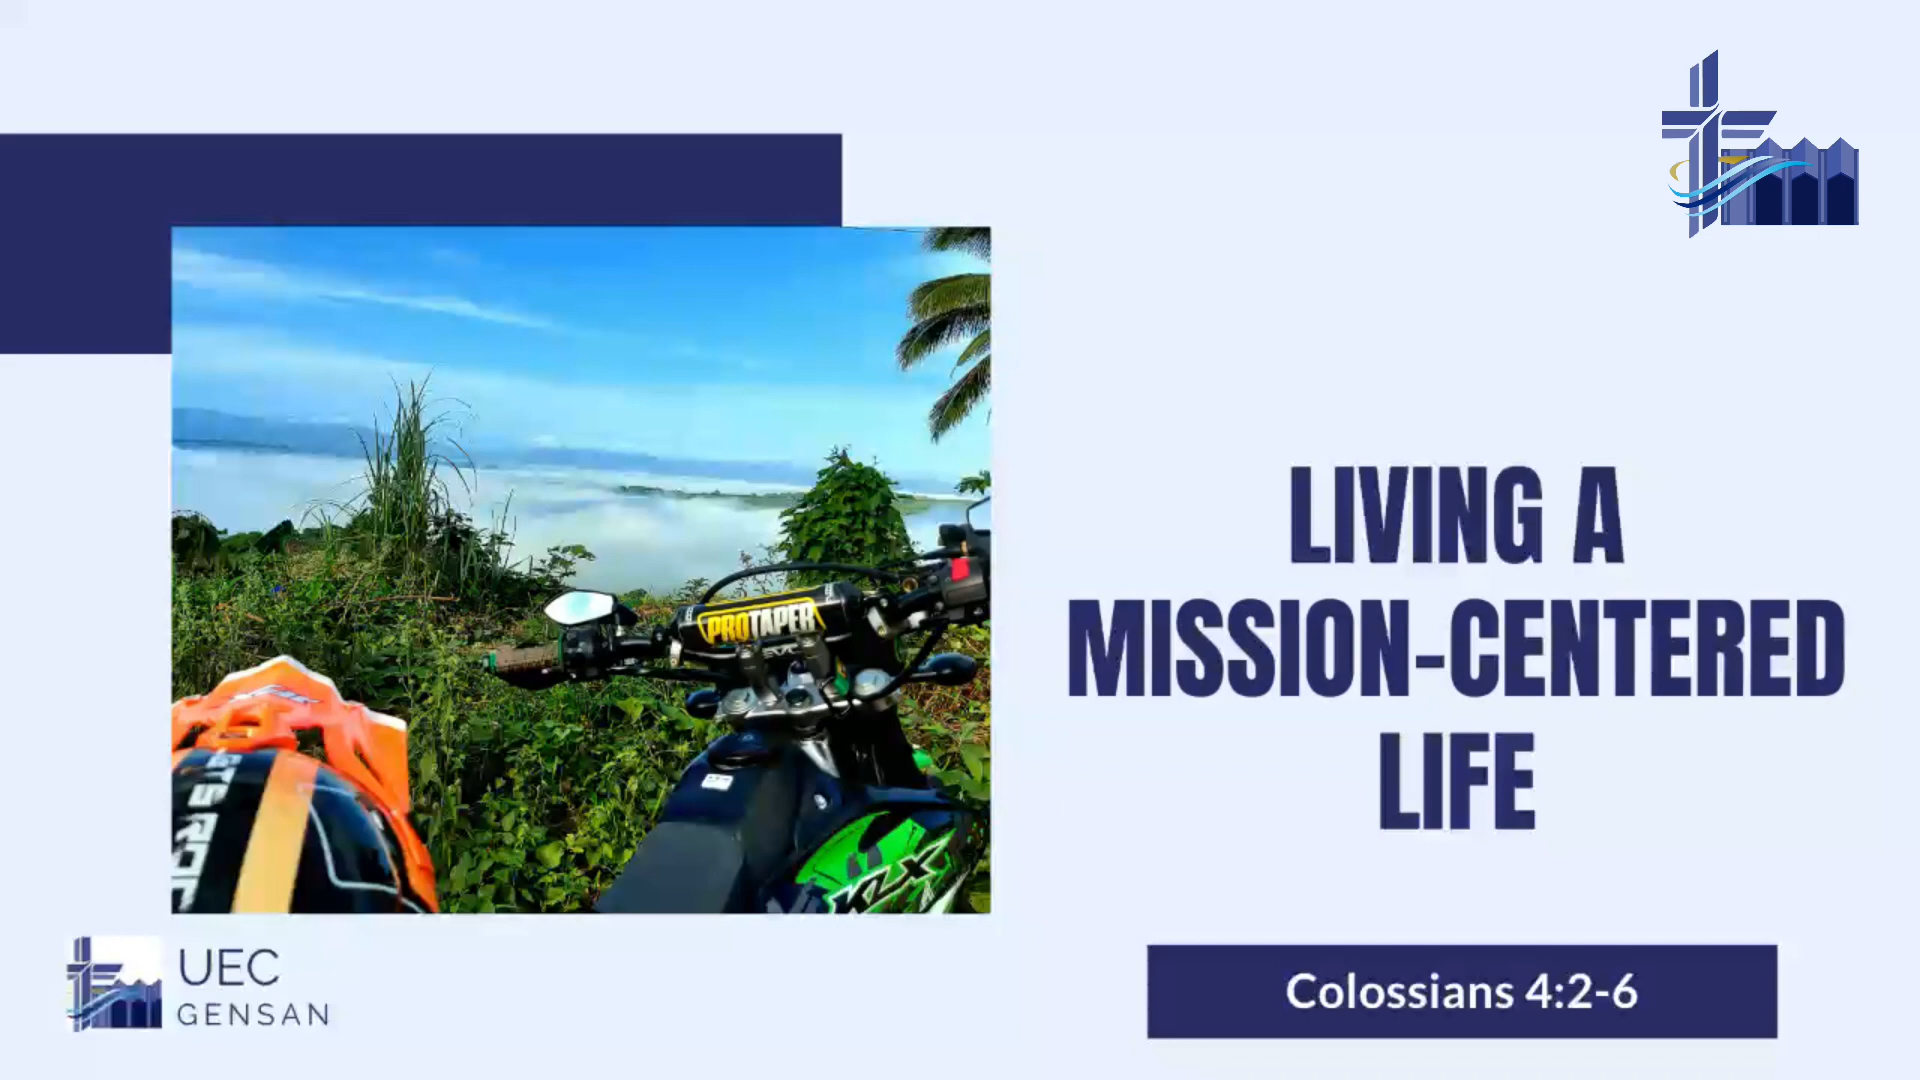 LIVING A
MISSION-CENTERED
LIFE
PROTAPER
KLX
UEC
GENSAN
Colossians 4:2-6